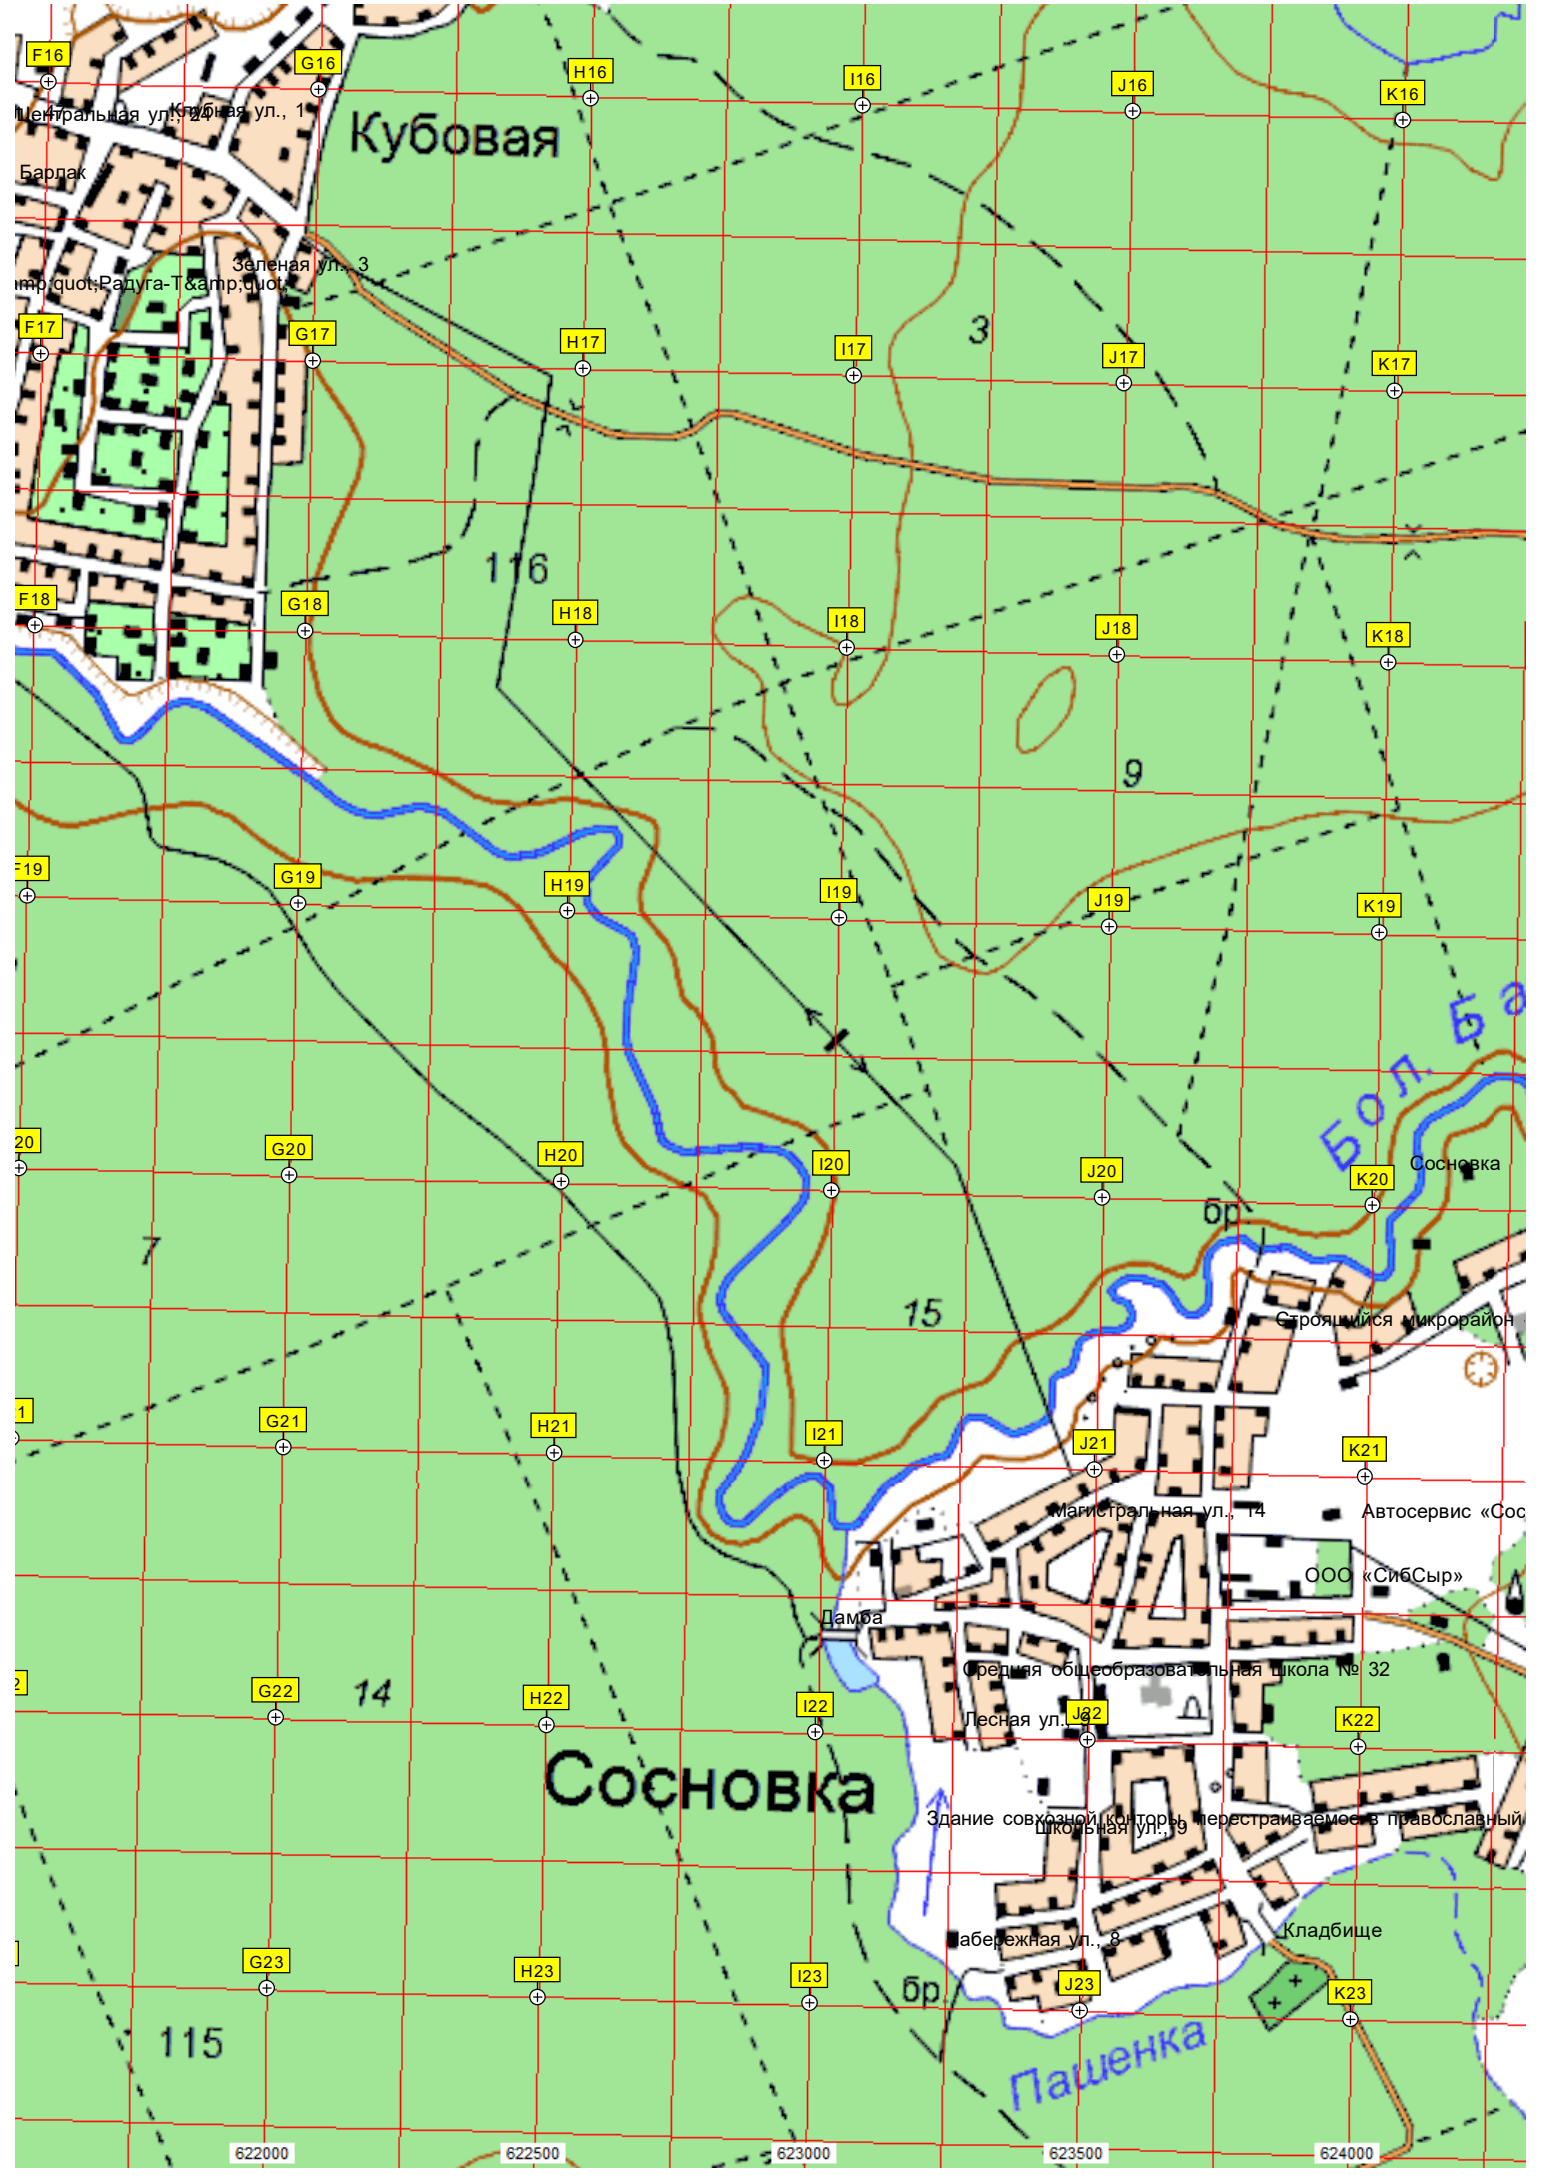 F16
G16
H16
I16
J16
K16
Центральная ул., 24
Клубная ул., 1
Кубовая
Барлак
Зеленая ул., 3
mp;quot;Радуга-T&amp;quot;
F17
G17
H17
I17
3
J17
K17
116
F18
G18
H18
I18
J18
K18
9
F19
G19
H19
I19
J19
K19
Бол. Ба
20
G20
H20
I20
J20
K20
Сосновка
бр.
7
15
Строящийся микрорайон
1
G21
H21
I21
J21
K21
Магистральная ул., 14
Автосервис «Сос
ООО «СибСыр»
Дамба
Средняя общеобразовательная школа № 32
2
G22
14
H22
I22
Лесная ул., 9
J22
K22
Сосновка
Здание совхозной конторы, перестраиваемое в православный
Школьная ул., 9
Кладбище
Набережная ул., 8
G23
H23
I23
бр.
J23
K23
115
Пашенка
622000
622500
623000
623500
624000